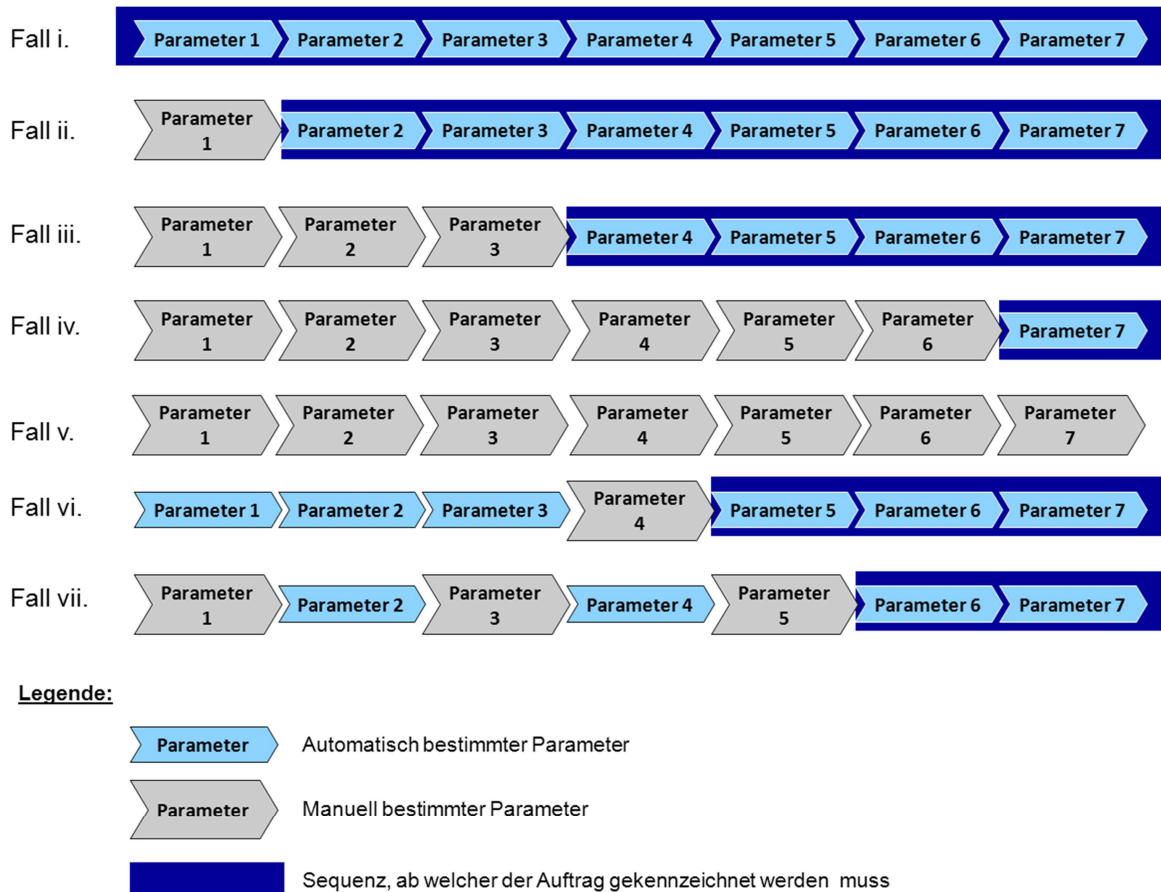 Fall i.
Parameter 1 Parameter 2 Parameter 3 Parameter 4 Parameter 5 Parameter 6 Parameter 7
Fall ii.
Parameter
1
Parameter 2 Parameter 3 Parameter 4 Parameter 5 Parameter 6 Parameter 7
Fall iii.
Parameter Parameter Parameter
1 2 3
Parameter 4 Parameter 5 Parameter 6 Parameter 7
Fall iv.
Parameter Parameter Parameter Parameter Parameter Parameter
1 2 3 4 5 6
Parameter 7
Fall v.
Parameter Parameter Parameter Parameter Parameter Parameter Parameter
1 2 3 4 5 6 7
Fall vi.
Parameter 1 Parameter 2 Parameter 3
Parameter
4
Parameter 5 Parameter 6 Parameter 7
Fall vii.
Parameter
1
Parameter 2
Parameter
3
Parameter 4
Parameter
5
Parameter 6 Parameter 7
Legende:
Parameter Automatisch bestimmter Parameter
Parameter Manuell bestimmter Parameter
Sequenz, ab welcher der Auftrag gekennzeichnet werden muss